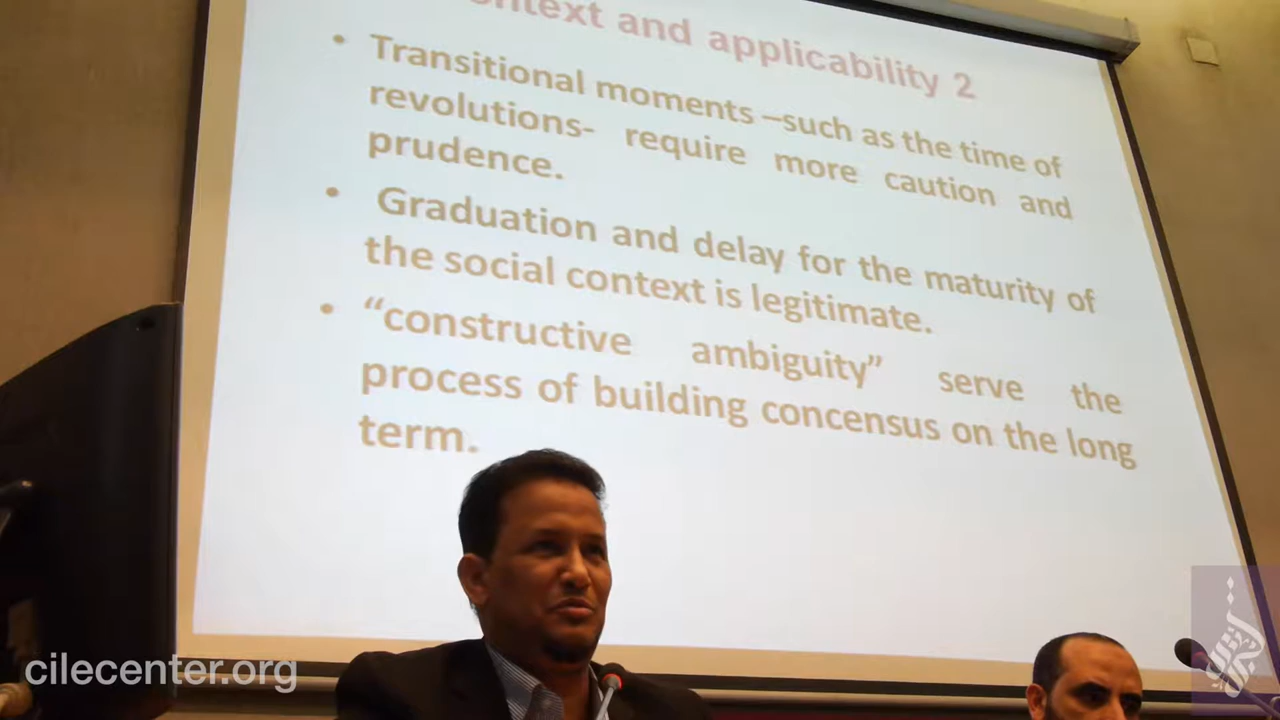 ontext and applicability 2
• Transitional moments –such as the time of
revolutions- require more caution and
prudence.
• Graduation and delay for the maturity of
the social context is legitimate.
• “constructive ambiguity” serve the
process of building concensus on the long
term.
cilecenter.org